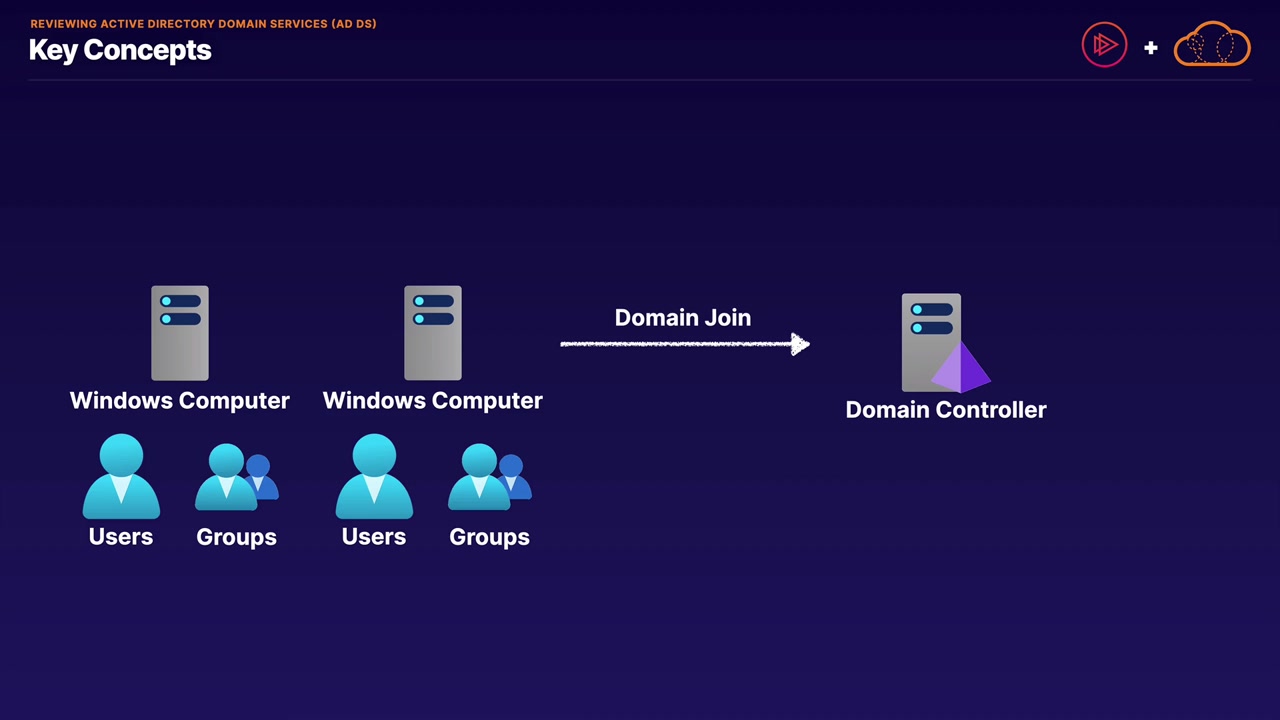 REVIEWING ACTIVE DIRECTORY DOMAIN SERVICES (AD DS)
Key Concepts
+
Domain Join
Windows Computer
Windows Computer
Domain Controller
Users
Groups
Users
Groups